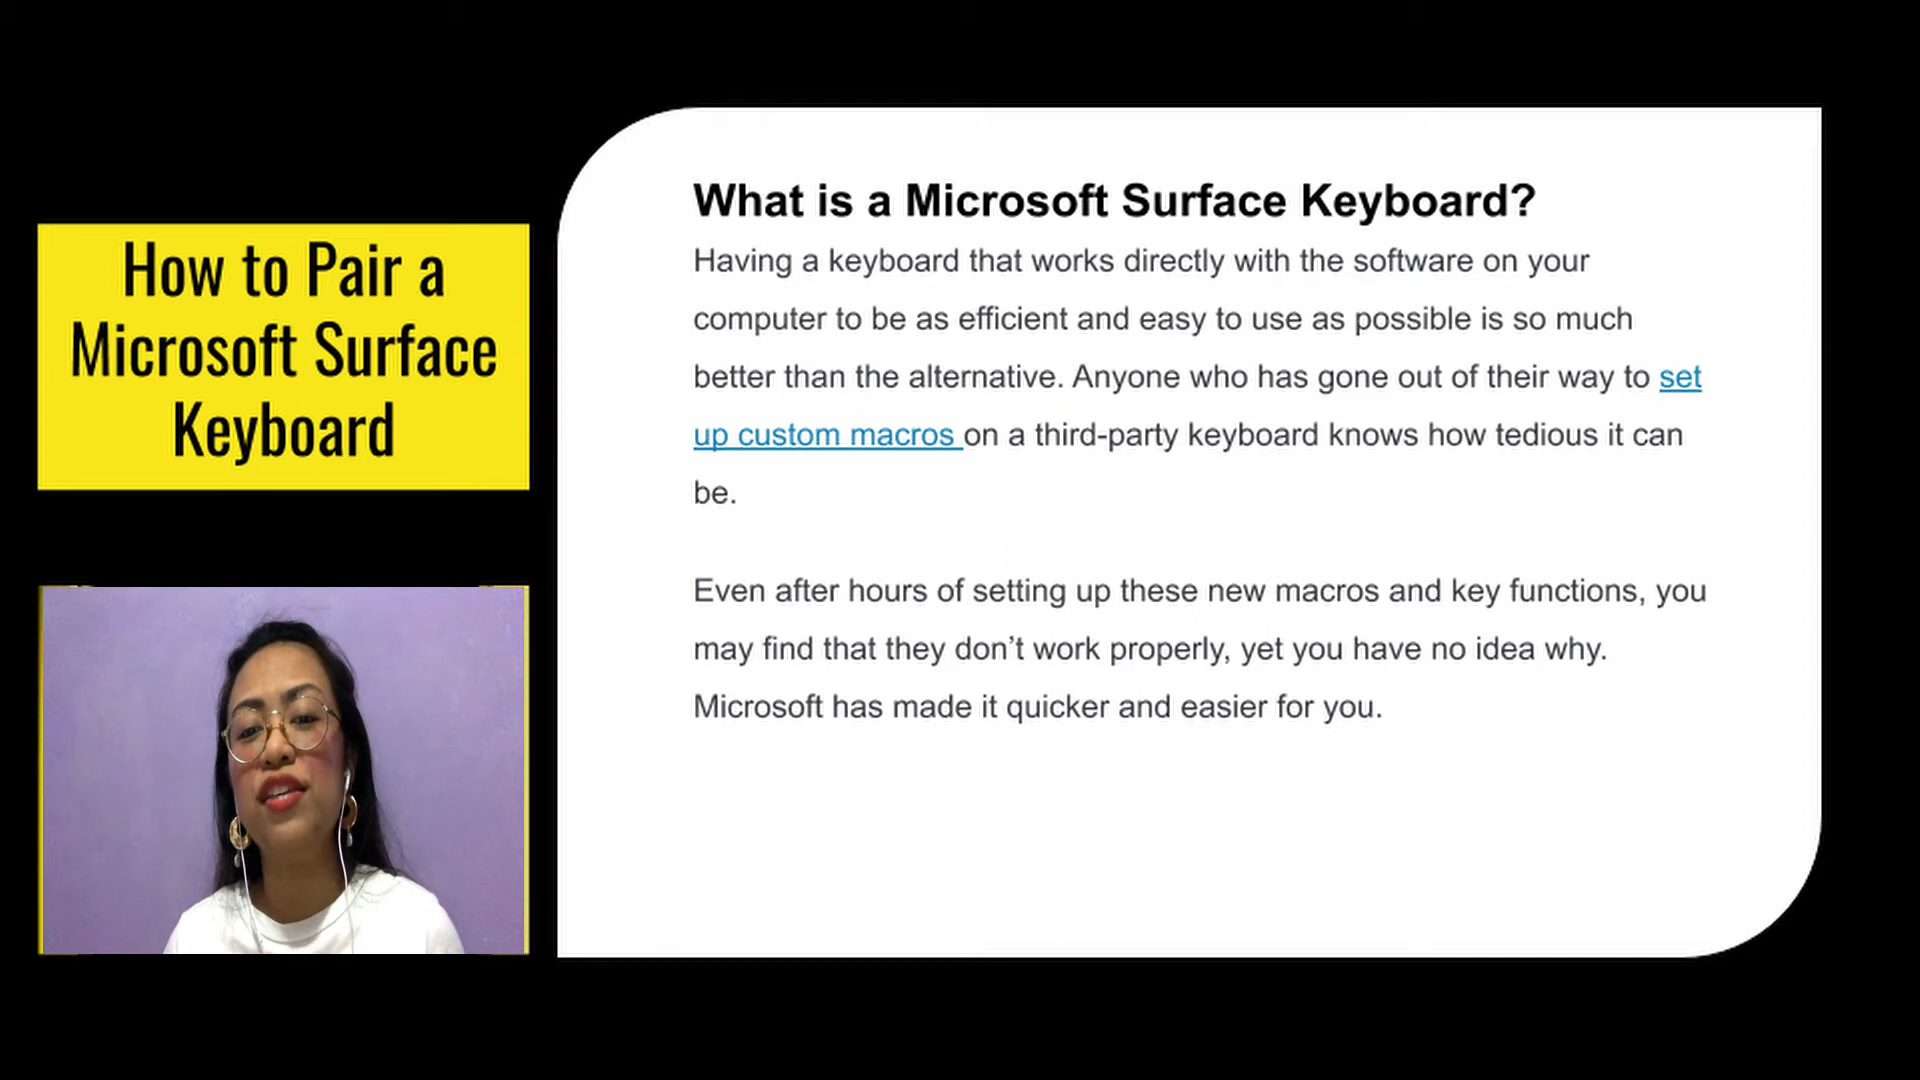 How to Pair a
Microsoft Surface
Keyboard
What is a Microsoft Surface Keyboard?
Having a keyboard that works directly with the software on your
computer to be as efficient and easy to use as possible is so much
better than the alternative. Anyone who has gone out of their way to set
up custom macros on a third-party keyboard knows how tedious it can
be.
Even after hours of setting up these new macros and key functions, you
may find that they don’t work properly, yet you have no idea why.
Microsoft has made it quicker and easier for you.